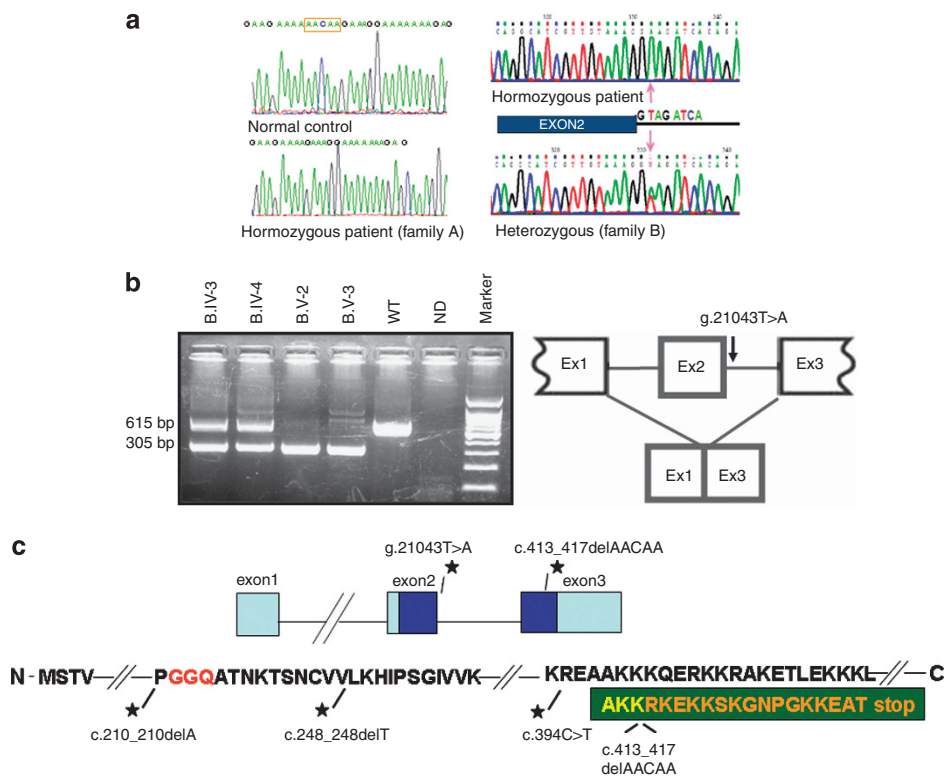 a
Normal control
Hormozygous patient (family A)
Hormozygous patient
EXON2
GTAGATCA
Heterozygous (family B)
b
B.IV-3
B.IV-4
B.V-2
B.V-3
WT
ND
Marker
615 bp
305 bp
g.21043T>A
Ex1
Ex2
Ex3
Ex1
Ex3
c
g.21043T>A
c.413_417delAACAA
exon1
exon2
exon3
N - MSTV // PGGQATNKTSNCVVLKHIPSGIVVK // KREAAKKKQERKKRAKETLEKKKL // C
AKKRKEKKSKGNPGKKEAT stop
c.210_210delA
c.248_248delT
c.394C>T
c.413_417
delAACAA